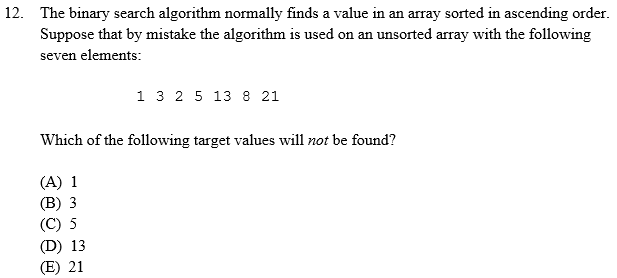 12. The binary search algorithm normally finds a value in an array sorted in ascending order.
Suppose that by mistake the algorithm is used on an unsorted array with the following
seven elements:
1 3 2 5 13 8 21
Which of the following target values will not be found?
(A) 1
(B) 3
(C) 5
(D) 13
(E) 21